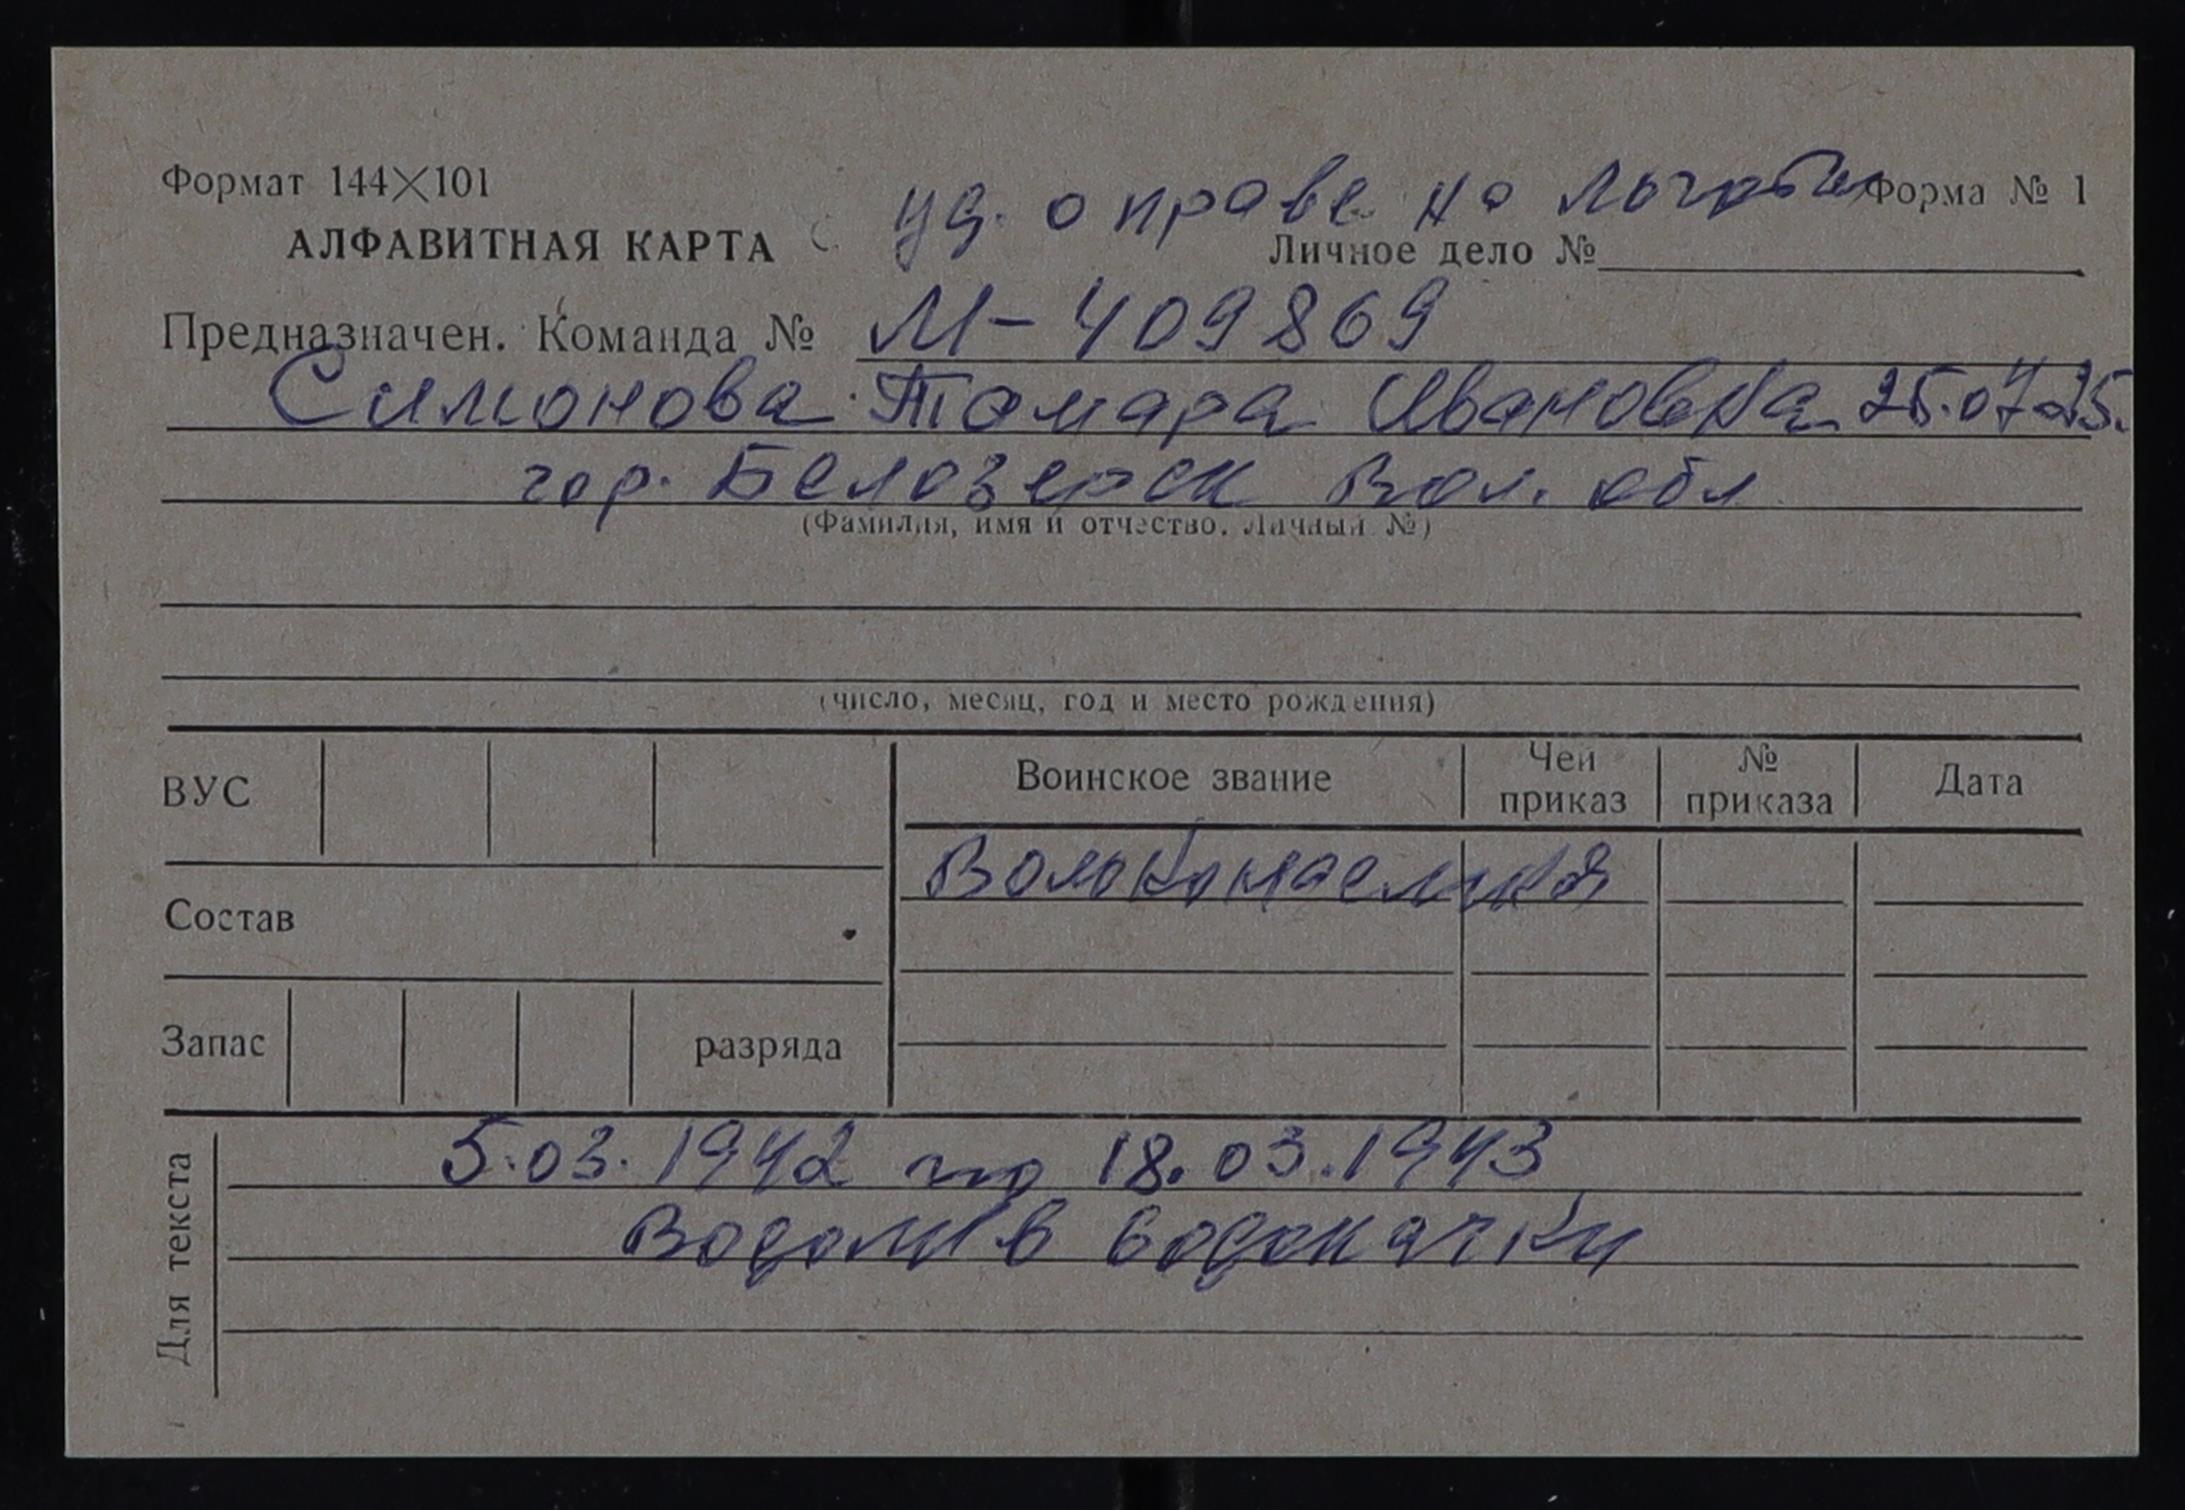 Формат 144×101
уд. о праве на льготы
Форма № 1
АЛФАВИТНАЯ КАРТА
Личное дело №
Предназначен. Команда № М-409869
Симонова Тамара Ивановна 25.07.25.
гор. Белозерск Вол. обл
(Фамилия, имя и отчество. Личный №)
(число, месяц, год и место рождения)
ВУС
Воинское звание
Чей приказ
№ приказа
Дата
Вольнонаемная
Состав
Запас
разряда
Для текста
5.03.1942 по 18.03.1943
водокачки